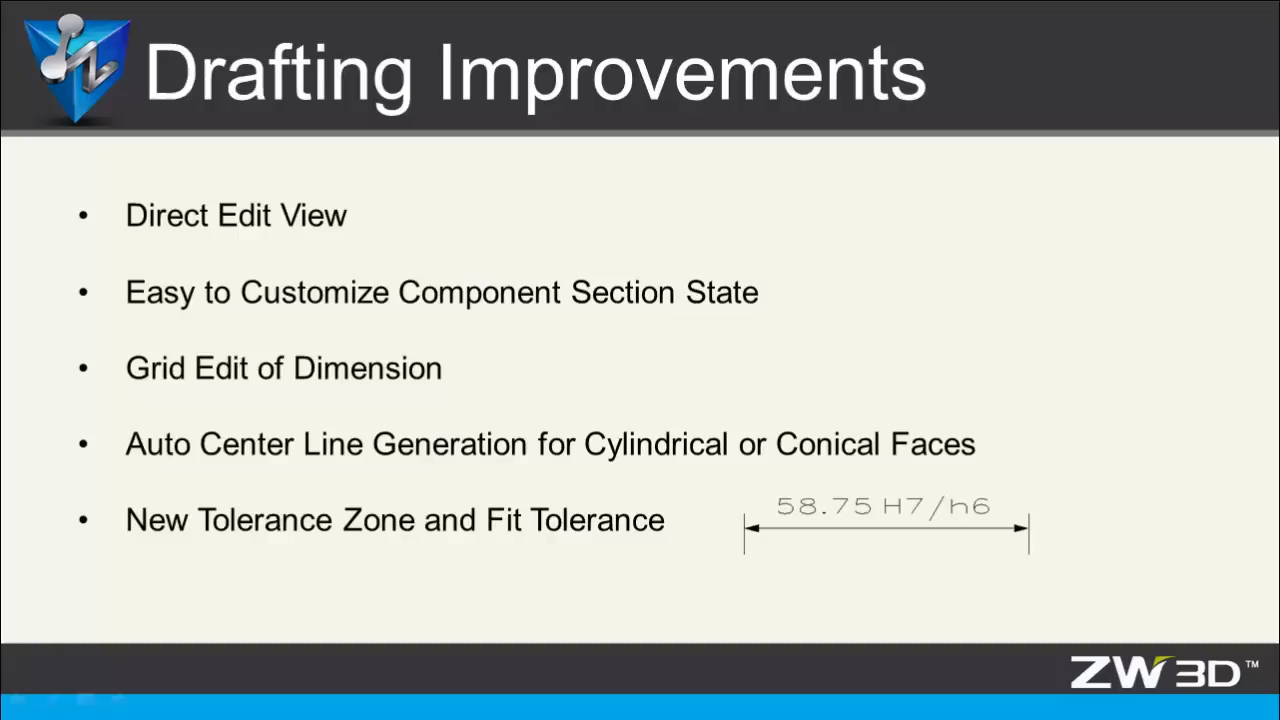 Drafting Improvements
• Direct Edit View
• Easy to Customize Component Section State
• Grid Edit of Dimension
• Auto Center Line Generation for Cylindrical or Conical Faces
• New Tolerance Zone and Fit Tolerance
58.75 H7/h6
ZW3D™